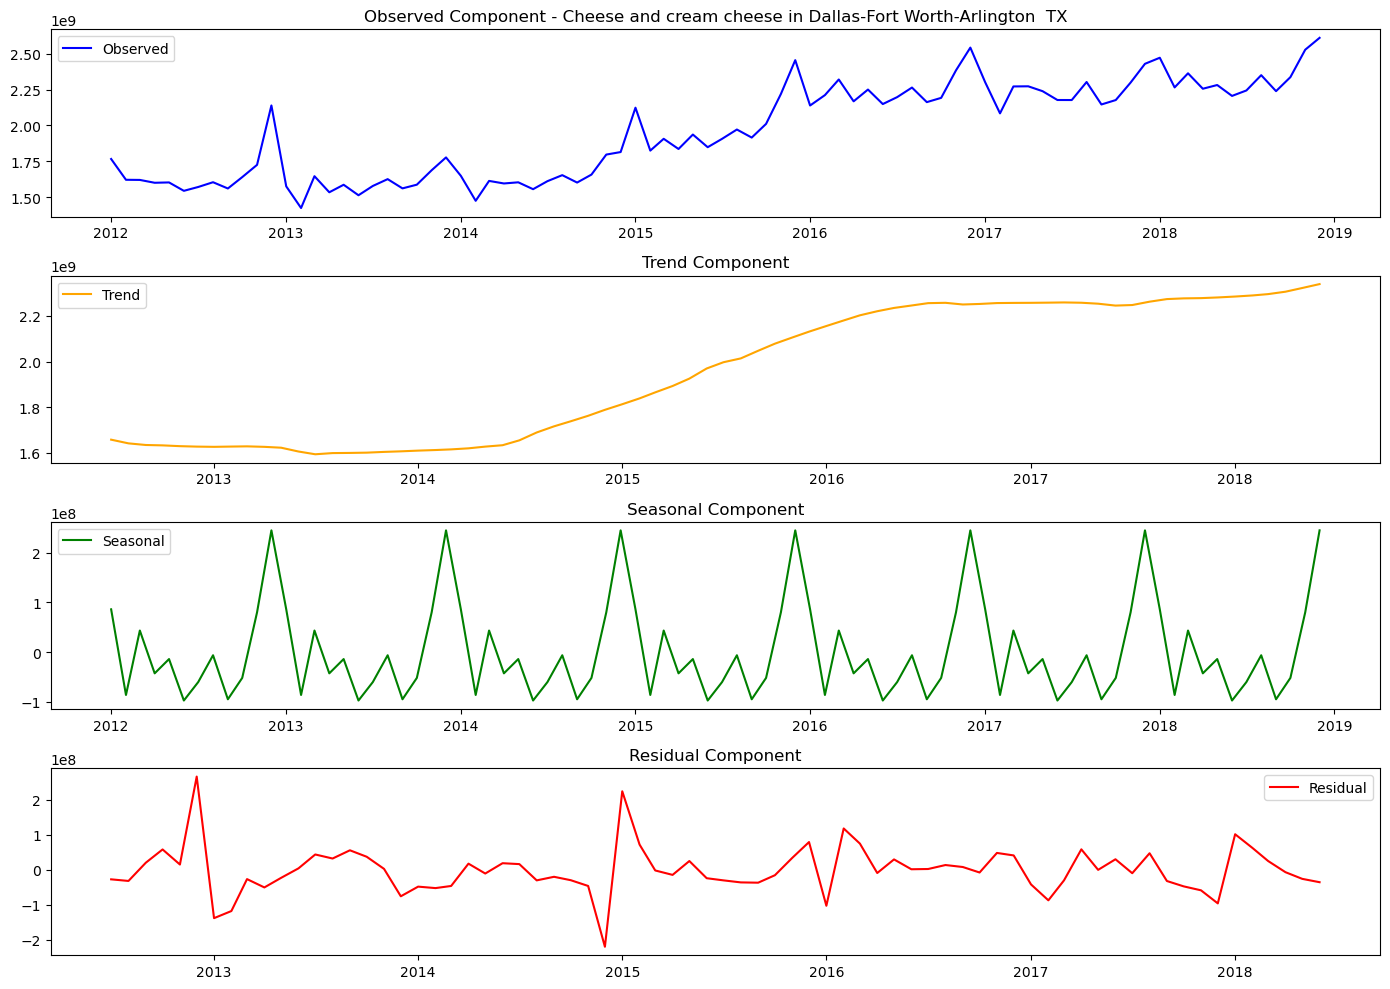 Observed Component - Cheese and cream cheese in Dallas-Fort Worth-Arlington  TX
1e9
Observed
2.50
2.25
2.00
1.75
1.50
2012 2013 2014 2015 2016 2017 2018 2019
Trend Component
1e9
Trend
2.2
2.0
1.8
1.6
2013 2014 2015 2016 2017 2018
Seasonal Component
1e8
Seasonal
2
1
0
−1
2012 2013 2014 2015 2016 2017 2018 2019
Residual Component
1e8
Residual
2
1
0
−1
−2
2013 2014 2015 2016 2017 2018